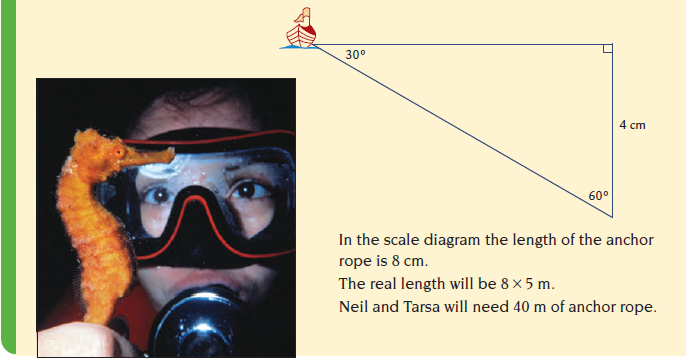 30°
4 cm
60°
In the scale diagram the length of the anchor
rope is 8 cm.
The real length will be 8 × 5 m.
Neil and Tarsa will need 40 m of anchor rope.